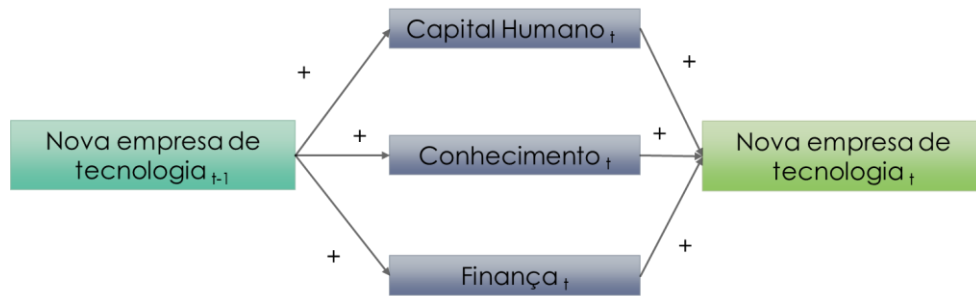 Capital Humano t
+
+
Nova empresa de
tecnologia t-1
+
Conhecimento t
+
Nova empresa de
tecnologia t
+
Finança t
+